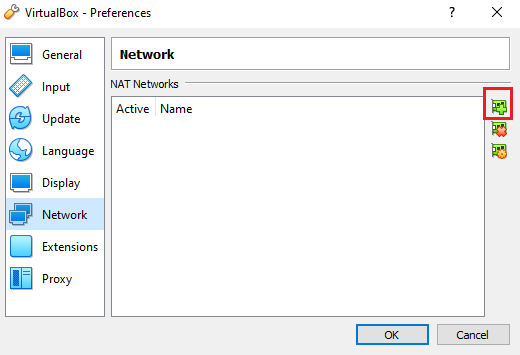 VirtualBox - Preferences
?
General
Input
Update
Language
Display
Network
Extensions
Proxy
Network
NAT Networks
Active Name
OK Cancel